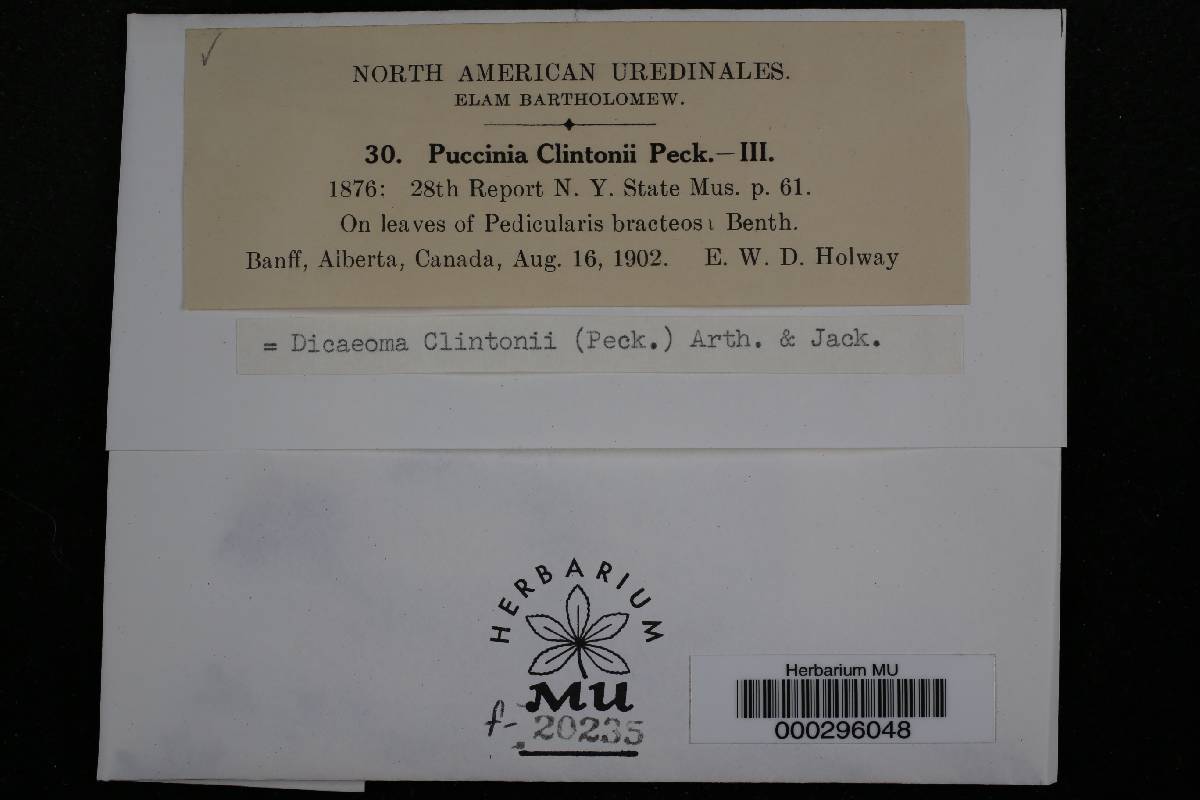 NORTH AMERICAN UREDINALES.
ELAM BARTHOLOMEW.
30. Puccinia Clintonii Peck.—III.
1876: 28th Report N. Y. State Mus. p. 61.
On leaves of Pedicularis bracteosı Benth.
Banff, Alberta, Canada, Aug. 16, 1902. E. W. D. Holway
= Dicaeoma Clintonii (Peck.) Arth. & Jack.
HERBARIUM
MU
f-20235
Herbarium MU
000296048